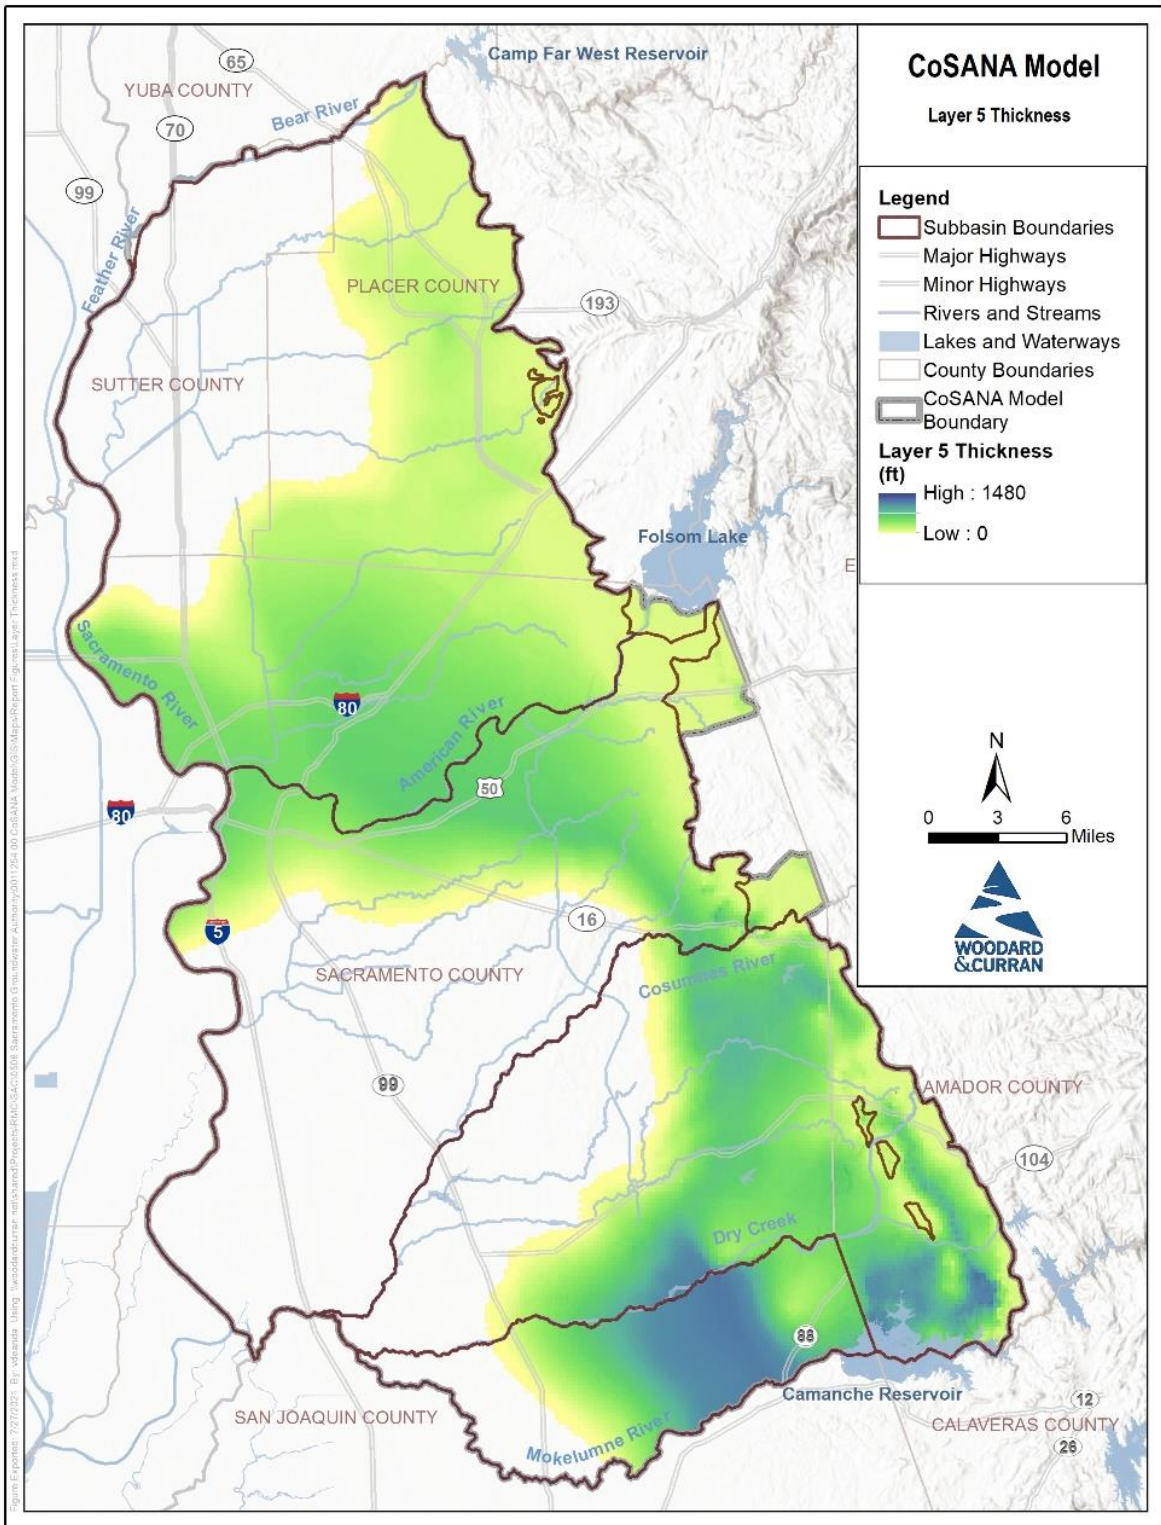 CoSANA Model
Layer 5 Thickness
Legend
Subbasin Boundaries
Major Highways
Minor Highways
Rivers and Streams
Lakes and Waterways
County Boundaries
CoSANA Model
Boundary
Layer 5 Thickness
(ft)
High : 1480
Low : 0
N
0 3 6
Miles
WOODARD
&CURRAN
Camp Far West Reservoir
65
YUBA COUNTY
Bear River
70
99
Feather River
PLACER COUNTY
193
SUTTER COUNTY
Folsom Lake
E
Sacramento River
80
American River
50
80
16
5
SACRAMENTO COUNTY
Cosumnes River
99
AMADOR COUNTY
104
Dry Creek
88
Camanche Reservoir
12
SAN JOAQUIN COUNTY
CALAVERAS COUNTY
26
Mokelumne River